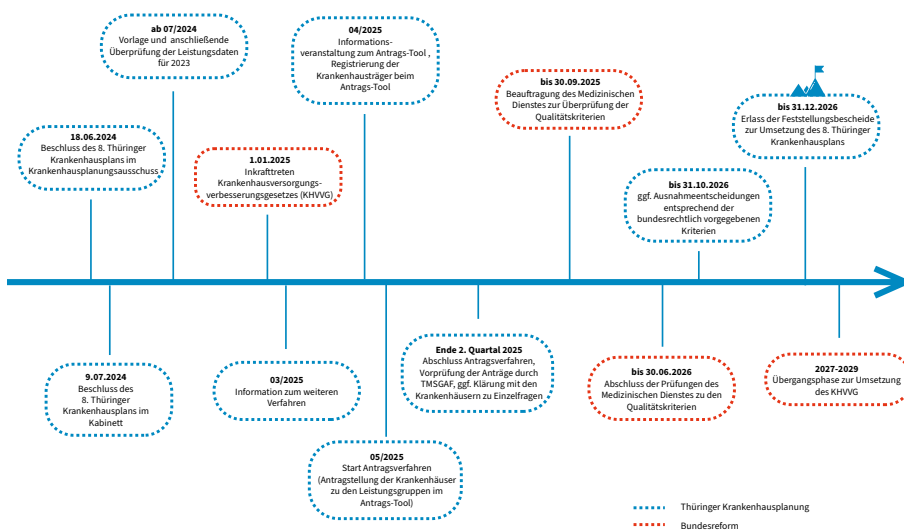 ab 07/2024
Vorlage und anschließende
Überprüfung der Leistungsdaten
für 2023
04/2025
Informations-
veranstaltung zum Antrags-Tool ,
Registrierung der
Krankenhausträger beim
Antrags-Tool
bis 30.09.2025
Beauftragung des Medizinischen
Dienstes zur Überprüfung der
Qualitätskriterien
bis 31.12.2026
Erlass der Feststellungsbescheide
zur Umsetzung des 8. Thüringer
Krankenhausplans
18.06.2024
Beschluss des 8. Thüringer
Krankenhausplans im
Krankenhausplanungsausschuss
1.01.2025
Inkrafttreten
Krankenhausversorgungs-
verbesserungsgesetzes (KHVVG)
bis 31.10.2026
ggf. Ausnahmeentscheidungen
entsprechend der
bundesrechtlich vorgegebenen
Kriterien
9.07.2024
Beschluss des
8. Thüringer
Krankenhausplans im
Kabinett
03/2025
Information zum weiteren
Verfahren
Ende 2. Quartal 2025
Abschluss Antragsverfahren,
Vorprüfung der Anträge durch
TMSGAF, ggf. Klärung mit den
Krankenhäusern zu Einzelfragen
bis 30.06.2026
Abschluss der Prüfungen des
Medizinischen Dienstes zu den
Qualitätskriterien
2027-2029
Übergangsphase zur Umsetzung
des KHVVG
05/2025
Start Antragsverfahren
(Antragstellung der Krankenhäuser
zu den Leistungsgruppen im
Antrags-Tool)
Thüringer Krankenhausplanung
Bundesreform